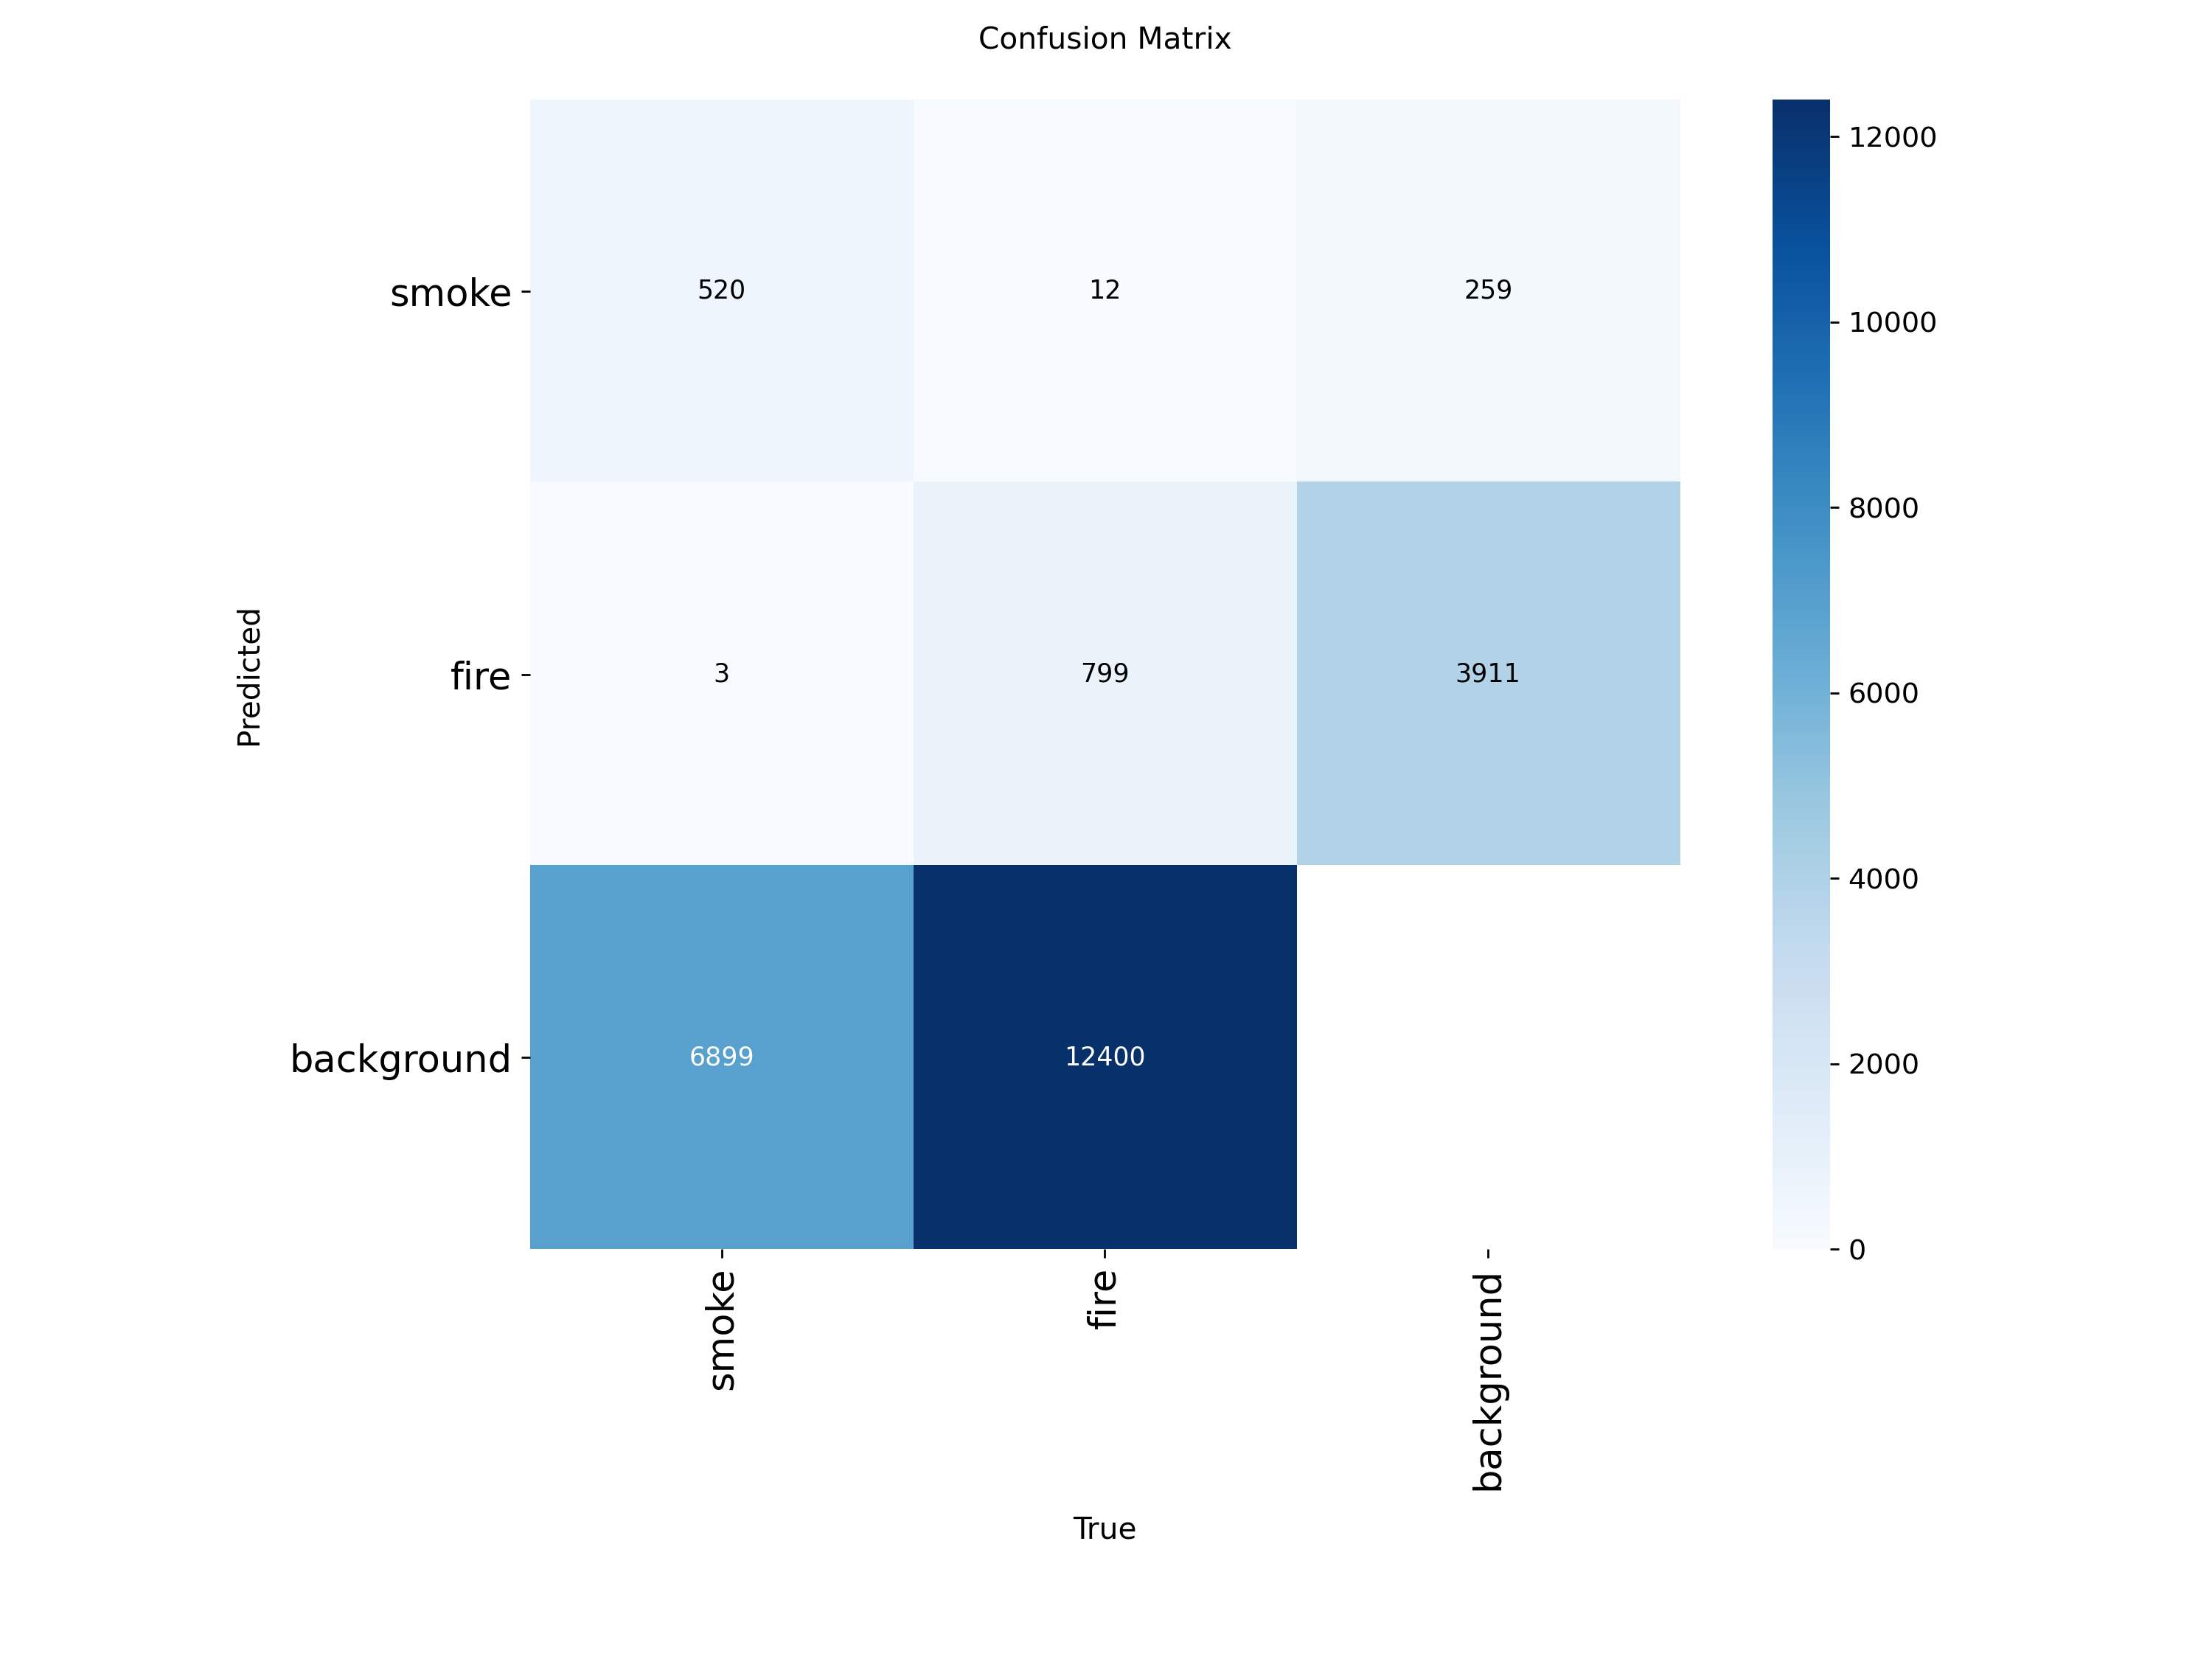 Confusion Matrix
smoke
520
12
259
fire
3
799
3911
background
6899
12400
smoke
fire
background
Predicted
True
12000
10000
8000
6000
4000
2000
0